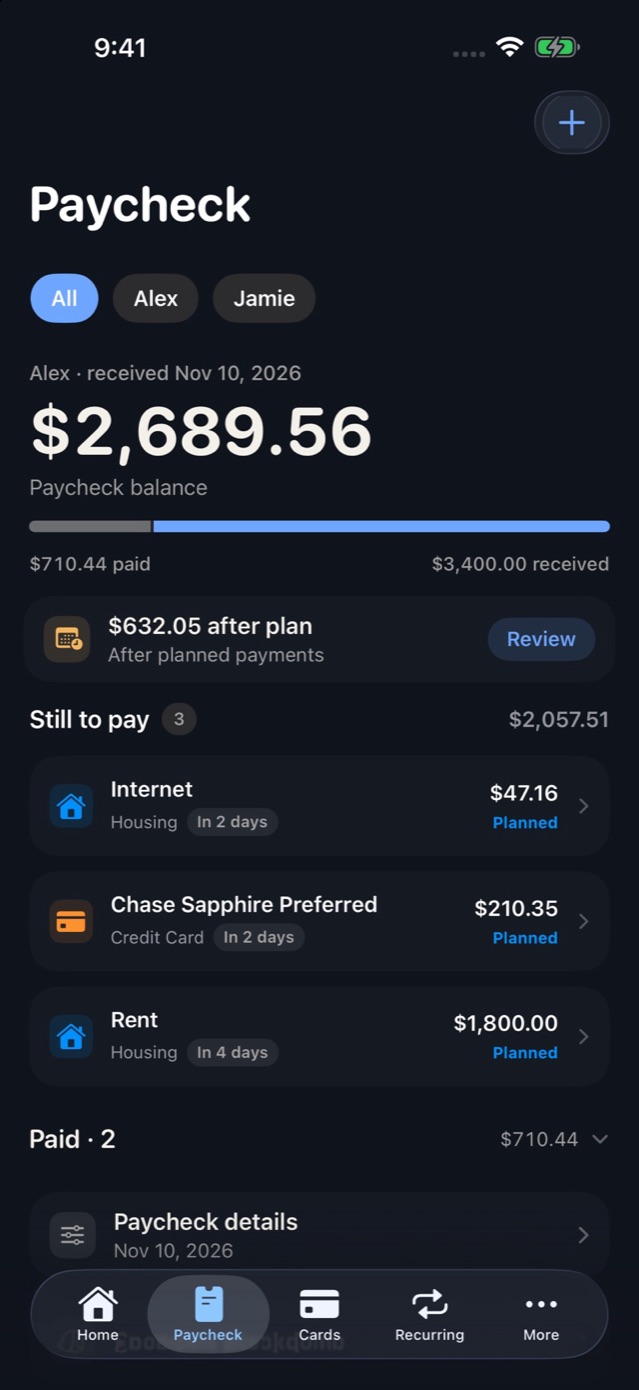 9:41
Paycheck
All Alex Jamie
Alex · received Nov 10, 2026
$2,689.56
Paycheck balance
$710.44 paid $3,400.00 received
$632.05 after plan
After planned payments
Review
Still to pay 3 $2,057.51
Internet $47.16
Housing In 2 days Planned
Chase Sapphire Preferred $210.35
Credit Card In 2 days Planned
Rent $1,800.00
Housing In 4 days Planned
Paid · 2 $710.44
Paycheck details
Nov 10, 2026
Home Paycheck Cards Recurring More